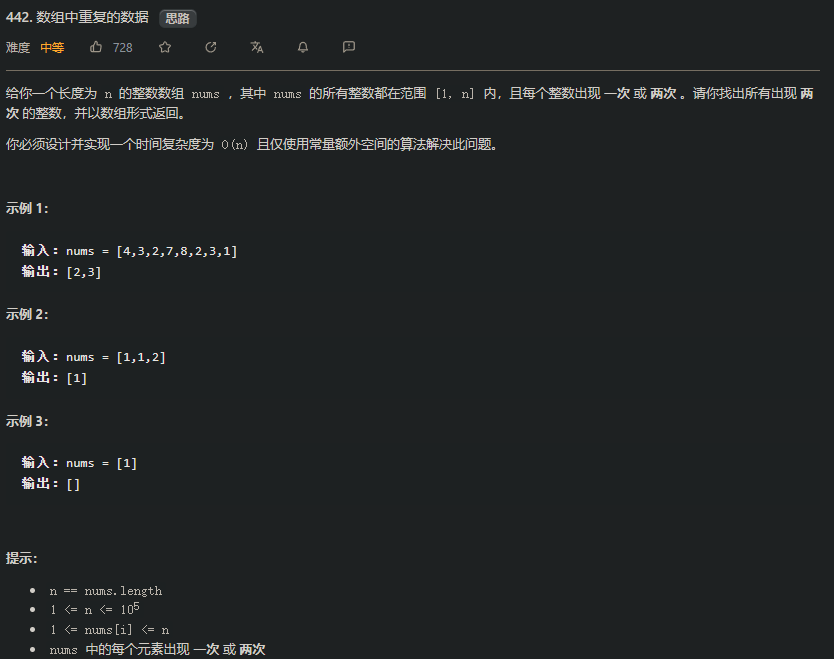 442. 数组中重复的数据 思路
难度 中等 728
给你一个长度为 n 的整数数组 nums ，其中 nums 的所有整数都在范围 [1, n] 内，且每个整数出现 一次 或 两次 。请你找出所有出现 两
次 的整数，并以数组形式返回。
你必须设计并实现一个时间复杂度为 O(n) 且仅使用常量额外空间的算法解决此问题。
示例 1：
输入：nums = [4,3,2,7,8,2,3,1]
输出：[2,3]
示例 2：
输入：nums = [1,1,2]
输出：[1]
示例 3：
输入：nums = [1]
输出：[]
提示：
n == nums.length
1 <= n <= 10⁵
1 <= nums[i] <= n
nums 中的每个元素出现 一次 或 两次